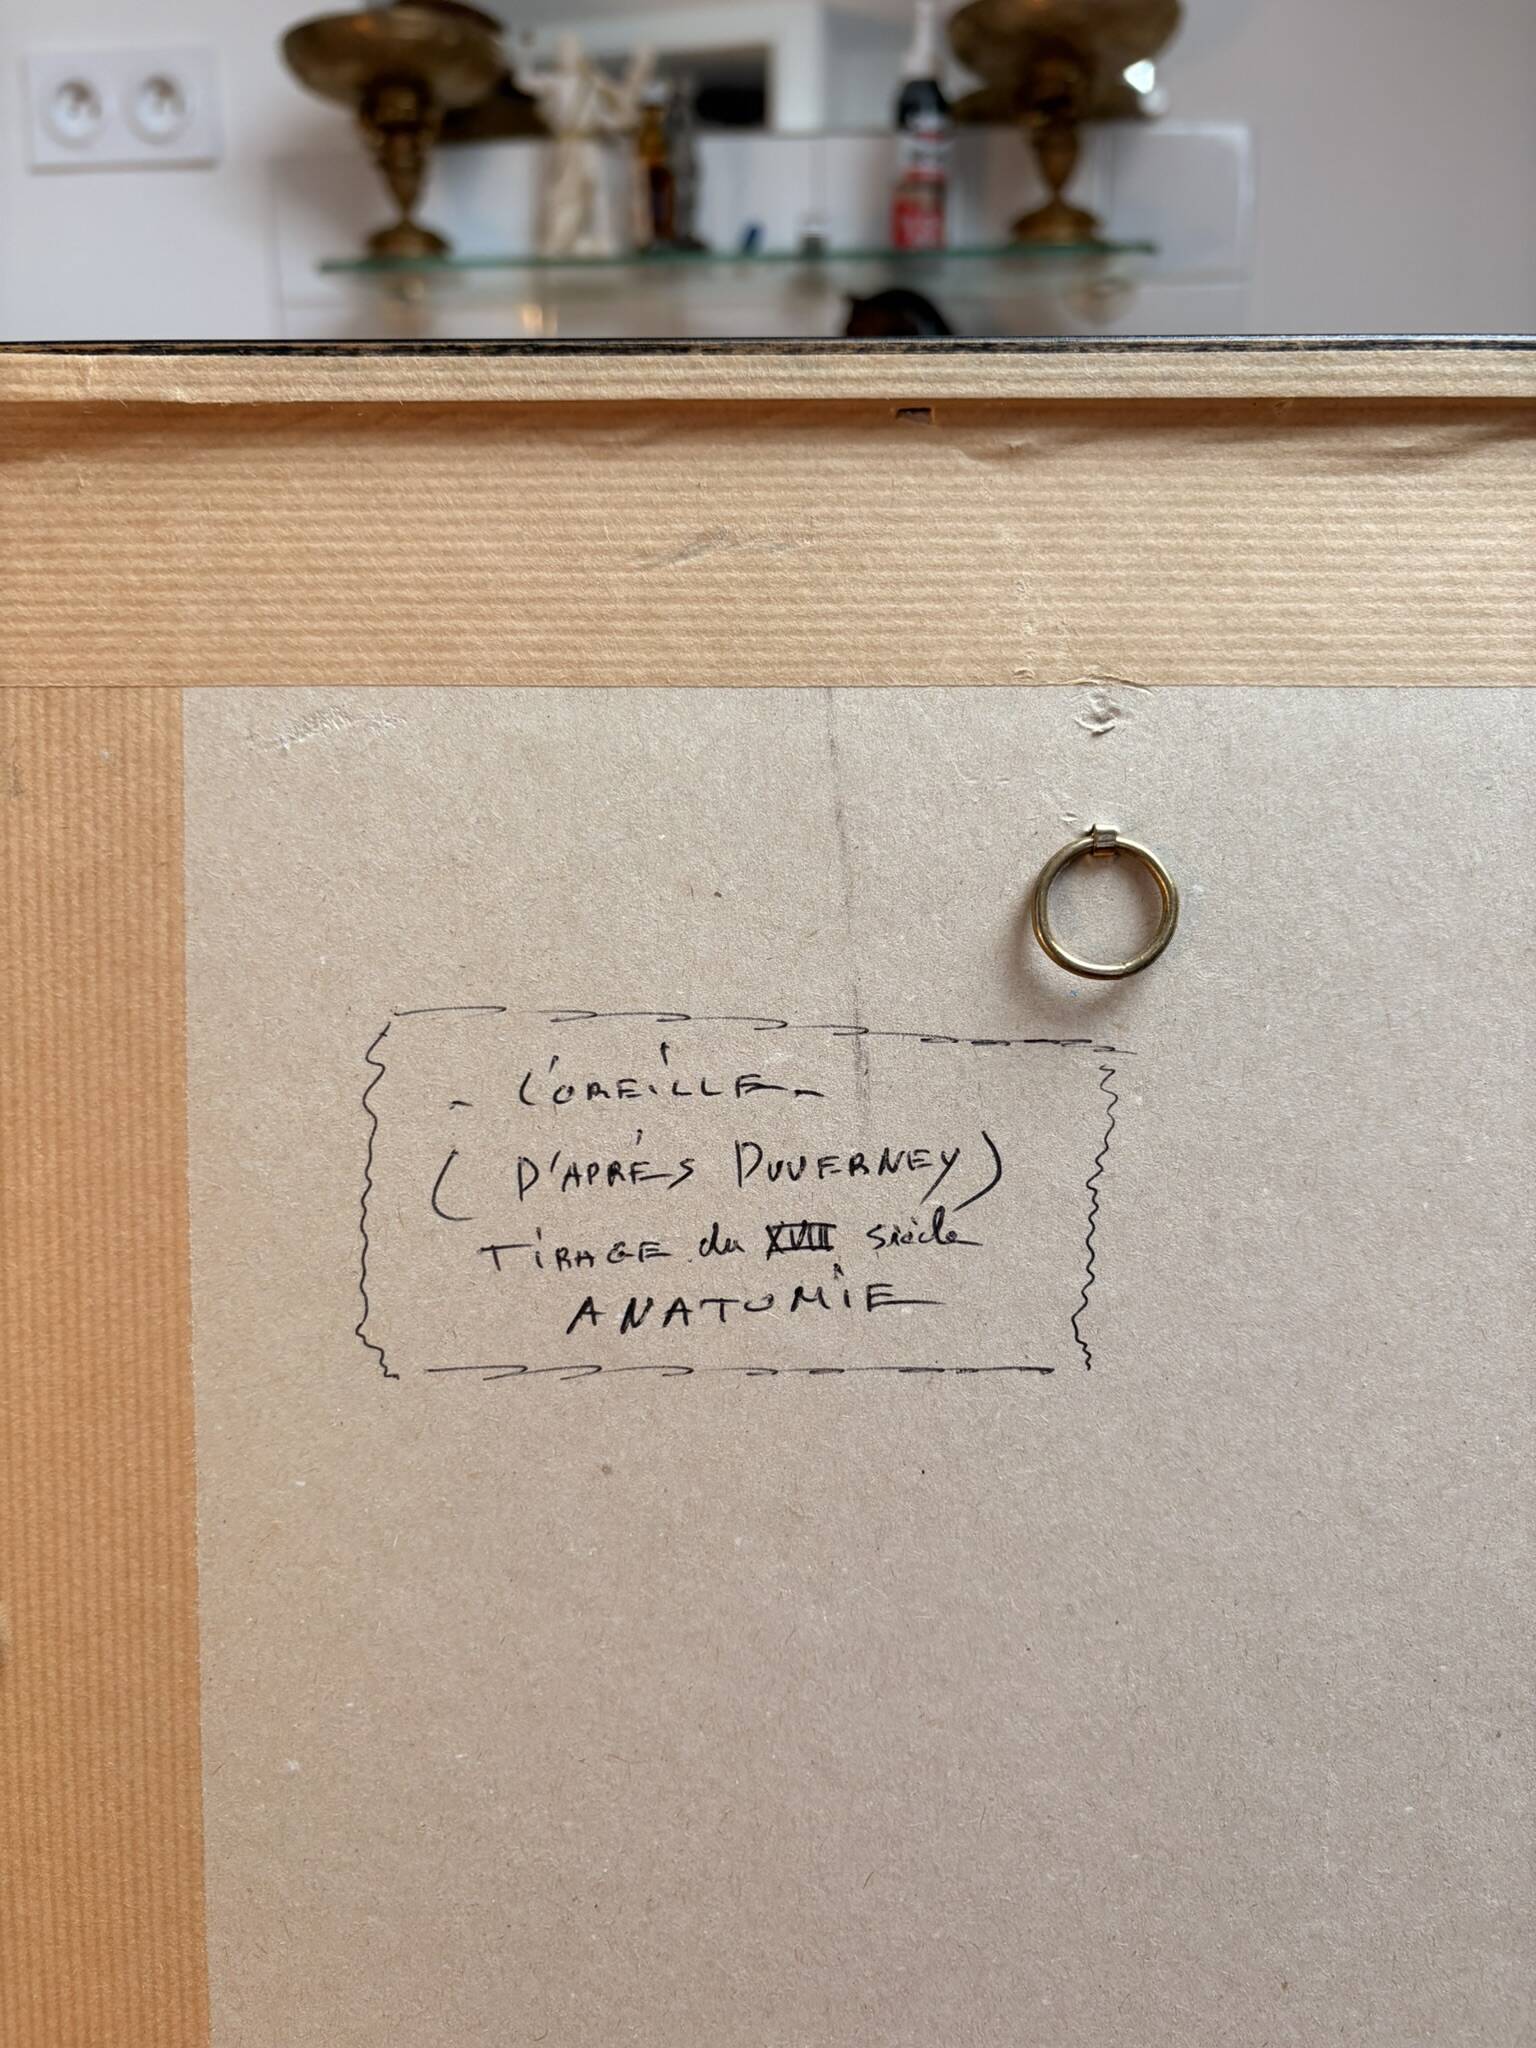 - L'OREILLE -
( D'APRÈS DUVERNEY )
TIRAGE du XVIII siècle
ANATOMIE